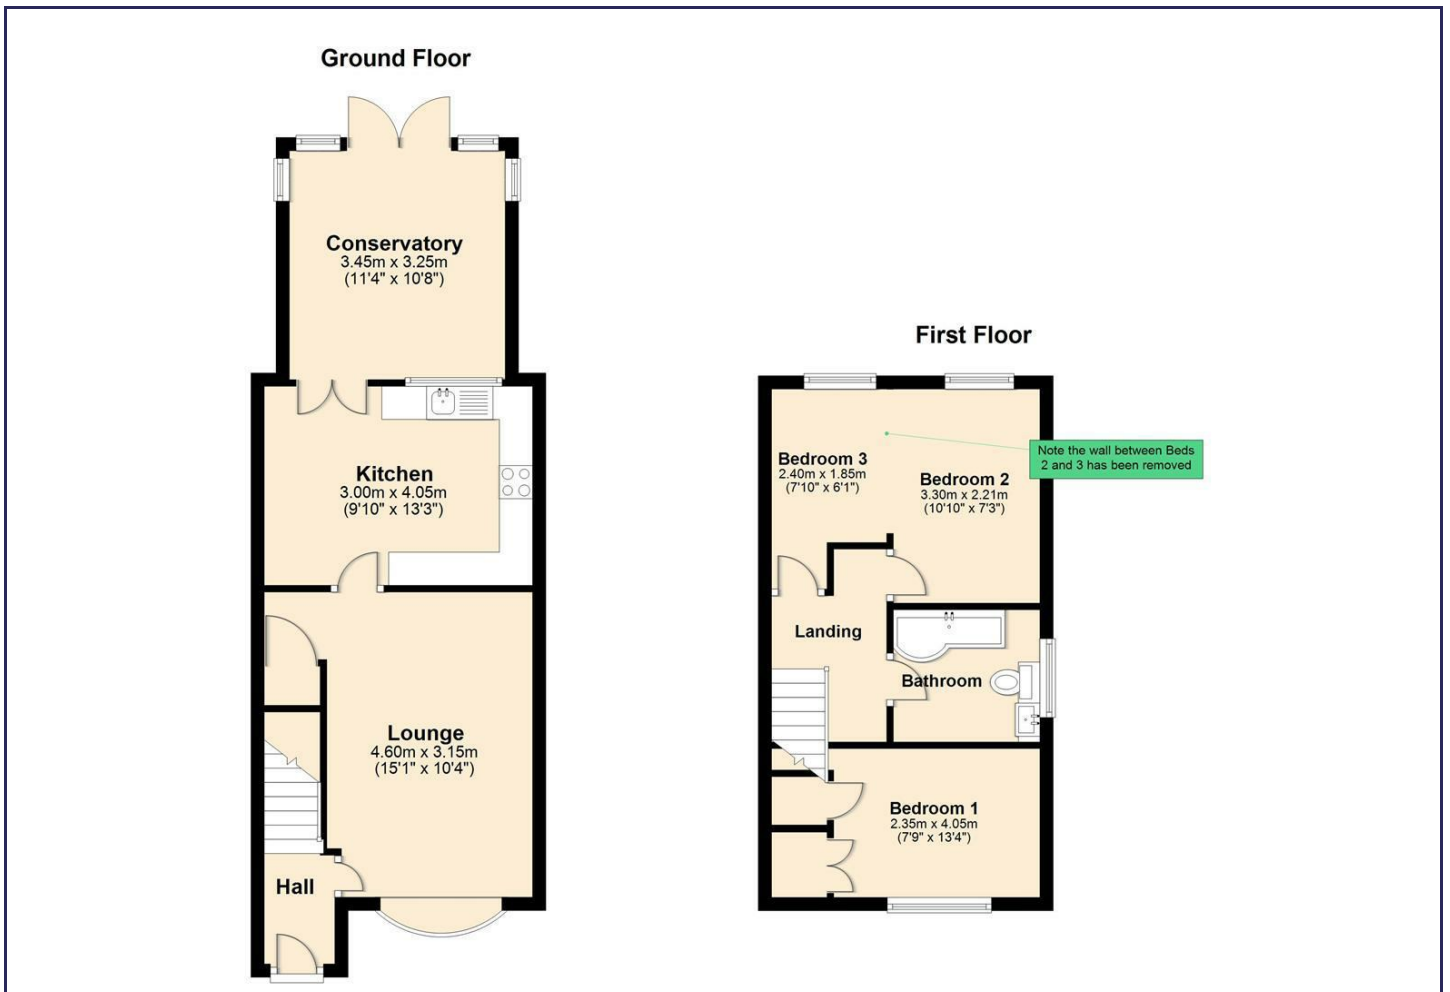 Ground Floor
Conservatory
3.45m x 3.25m
(11'4" x 10'8")
Kitchen
3.00m x 4.05m
(9'10" x 13'3")
Lounge
4.60m x 3.15m
(15'1" x 10'4")
Hall
First Floor
Bedroom 3
2.40m x 1.85m
(7'10" x 6'1")
Note the wall between Beds
2 and 3 has been removed
Bedroom 2
3.30m x 2.21m
(10'10" x 7'3")
Landing
Bathroom
Bedroom 1
2.35m x 4.05m
(7'9" x 13'4")